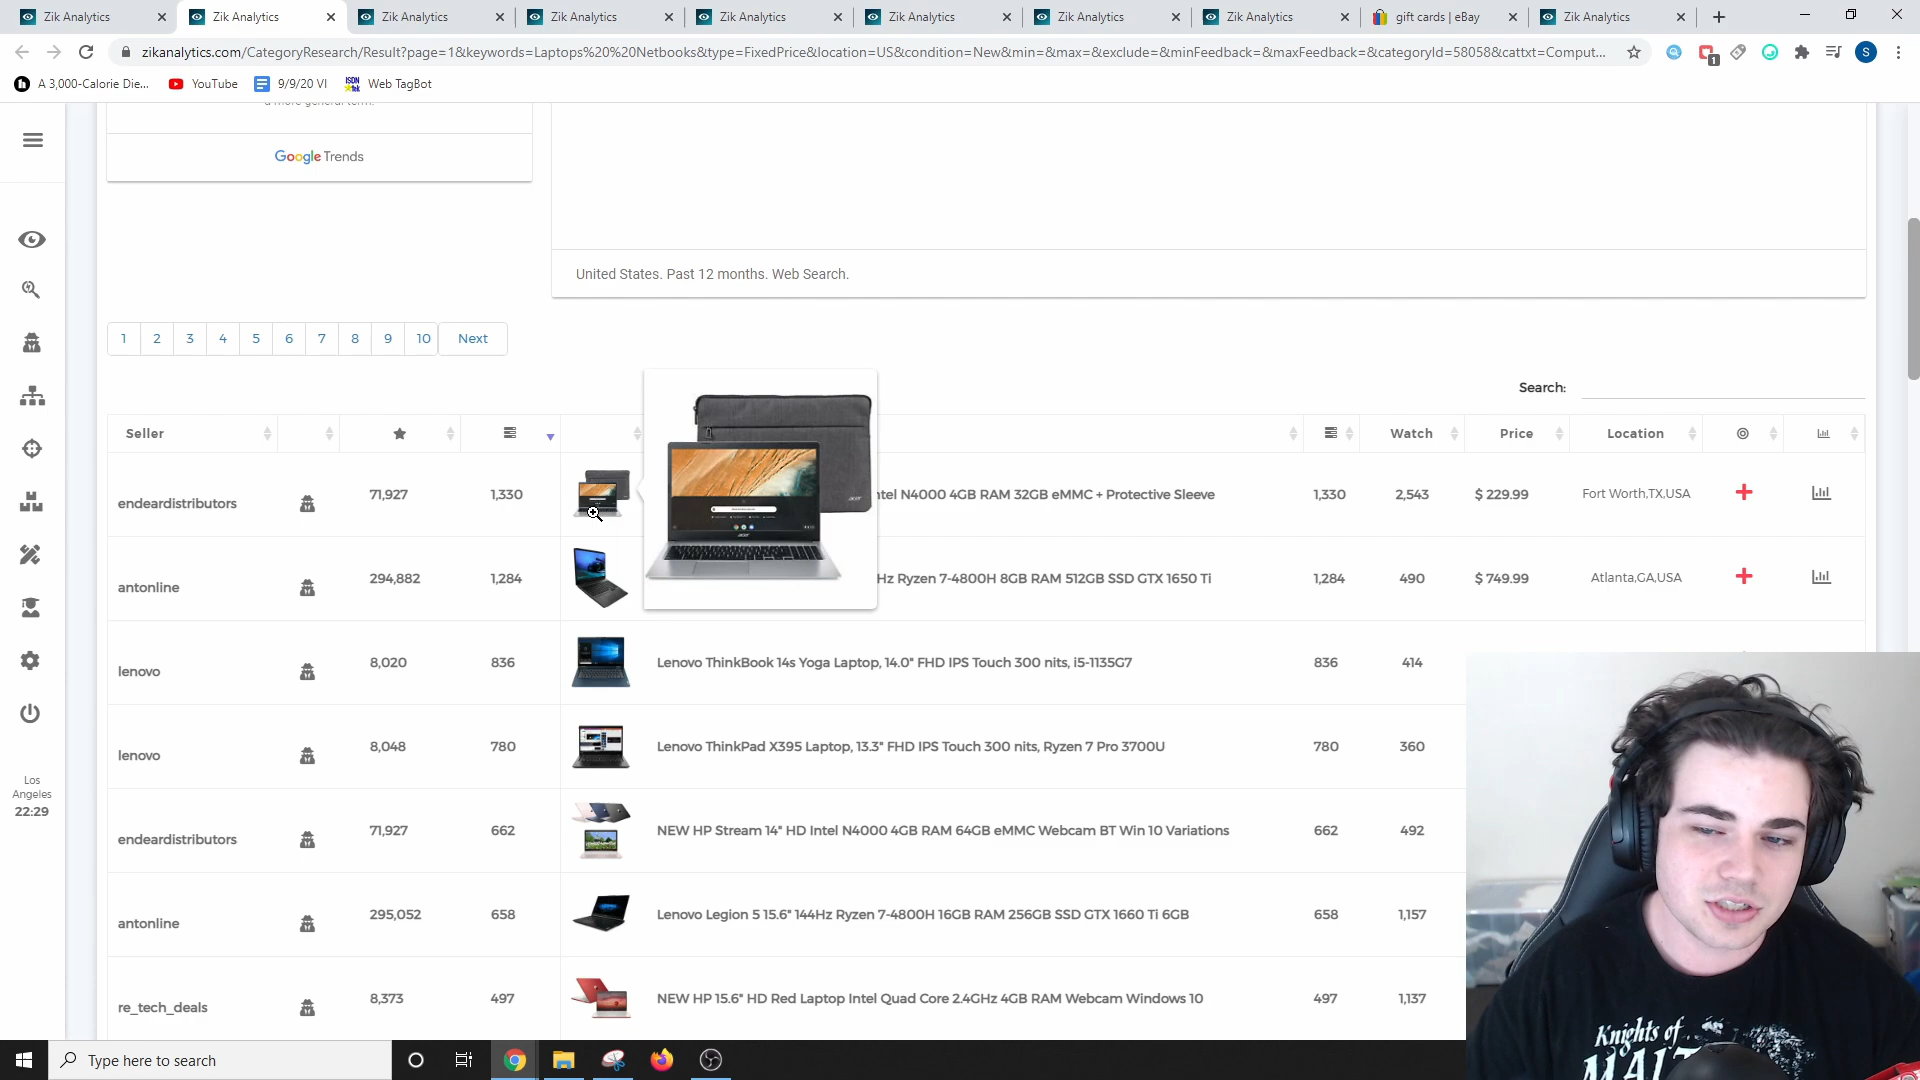 Zik Analytics
Zik Analytics
Zik Analytics
Zik Analytics
Zik Analytics
Zik Analytics
Zik Analytics
Zik Analytics
gift cards | eBay
Zik Analytics
zikanalytics.com/CategoryResearch/Result?page=1&keywords=Laptops%20%20Netbooks&type=FixedPrice&location=US&condition=New&min=&max=&exclude=&minFeedback=&maxFeedback=&categoryId=58058&cattxt=Comput...
1
S
A 3,000-Calorie Die...
YouTube
9/9/20 VI
Web TagBot
a more general term.
Google Trends
United States. Past 12 months. Web Search.
1 2 3 4 5 6 7 8 9 10 Next
Search:
Seller Watch Price Location
endeardistributors 71,927 1,330 ntel N4000 4GB RAM 32GB eMMC + Protective Sleeve 1,330 2,543 $ 229.99 Fort Worth,TX,USA
antonline 294,882 1,284 Hz Ryzen 7-4800H 8GB RAM 512GB SSD GTX 1650 Ti 1,284 490 $ 749.99 Atlanta,GA,USA
lenovo 8,020 836 Lenovo ThinkBook 14s Yoga Laptop, 14.0" FHD IPS Touch 300 nits, i5-1135G7 836 414
lenovo 8,048 780 Lenovo ThinkPad X395 Laptop, 13.3" FHD IPS Touch 300 nits, Ryzen 7 Pro 3700U 780 360
endeardistributors 71,927 662 NEW HP Stream 14" HD Intel N4000 4GB RAM 64GB eMMC Webcam BT Win 10 Variations 662 492
antonline 295,052 658 Lenovo Legion 5 15.6" 144Hz Ryzen 7-4800H 16GB RAM 256GB SSD GTX 1660 Ti 6GB 658 1,157
re_tech_deals 8,373 497 NEW HP 15.6" HD Red Laptop Intel Quad Core 2.4GHz 4GB RAM Webcam Windows 10 497 1,137
Los
Angeles
22:29
Knights of
Type here to search